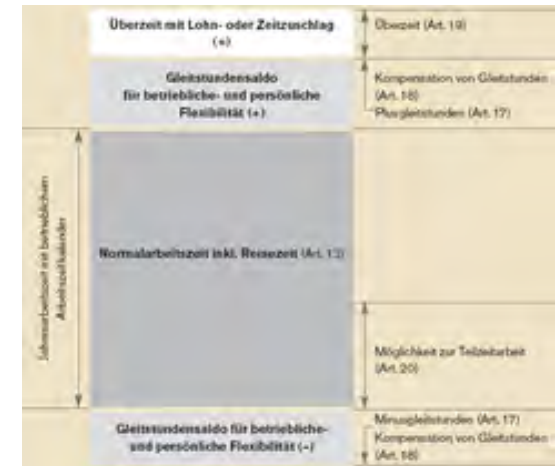 Überzeit mit Lohn- oder Zeitzuschlag
(+)
Überzeit (Art. 19)
Gleitstundensaldo
für betriebliche- und persönliche
Flexibilität (+)
Kompensation von Gleitstunden
(Art. 18)
Plusgleitstunden (Art. 17)
Jahresarbeitszeit mit betrieblichem
Arbeitszeitkalender
Normalarbeitszeit inkl. Reisezeit (Art. 13)
Möglichkeit zur Teilzeitarbeit
(Art. 20)
Gleitstundensaldo für betriebliche-
und persönliche Flexibilität (–)
Minusgleitstunden (Art. 17)
Kompensation von Gleitstunden
(Art. 18)